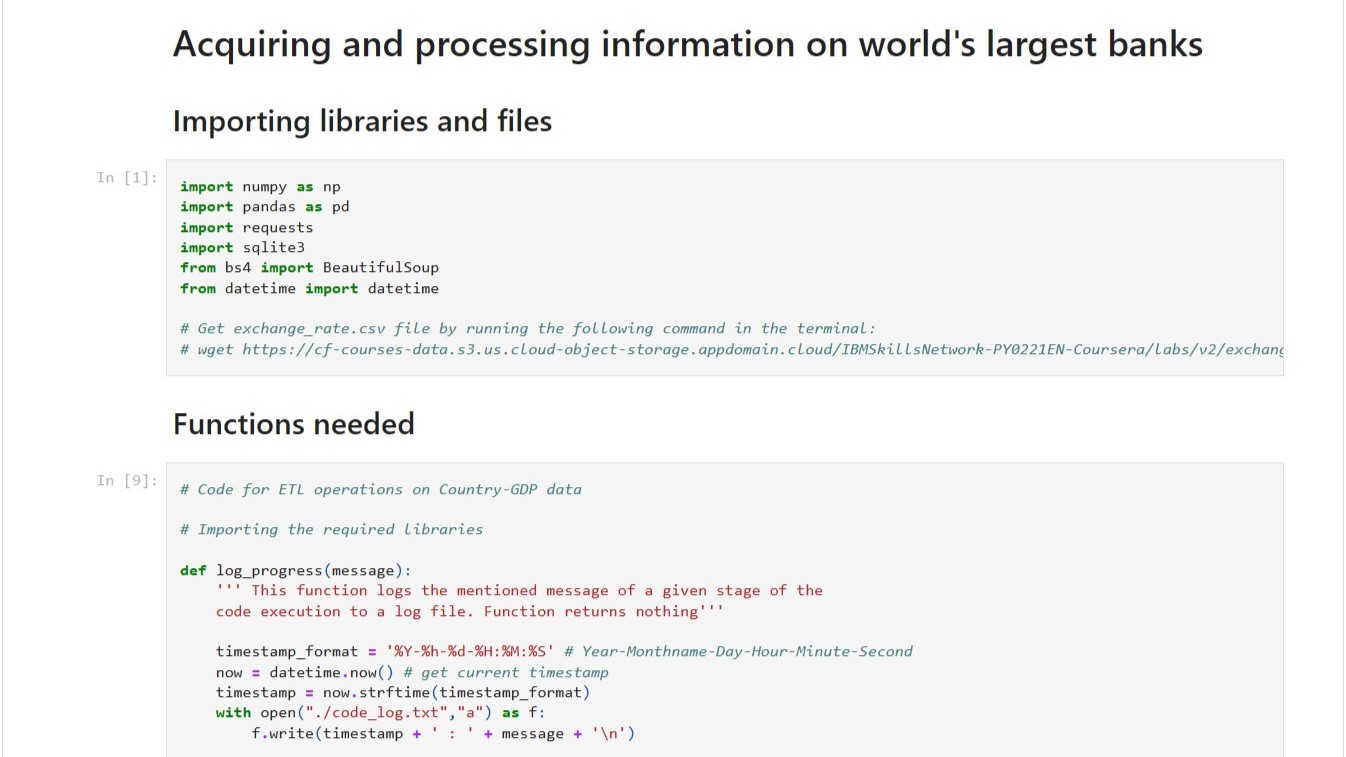 Acquiring and processing information on world's largest banks
Importing libraries and files
In [1]:
import numpy as np
import pandas as pd
import requests
import sqlite3
from bs4 import BeautifulSoup
from datetime import datetime
# Get exchange_rate.csv file by running the following command in the terminal:
# wget https://cf-courses-data.s3.us.cloud-object-storage.appdomain.cloud/IBMSkillsNetwork-PY0221EN-Coursera/labs/v2/exchang
Functions needed
In [9]:
# Code for ETL operations on Country-GDP data
# Importing the required libraries
def log_progress(message):
''' This function logs the mentioned message of a given stage of the
code execution to a log file. Function returns nothing'''
timestamp_format = '%Y-%h-%d-%H:%M:%S' # Year-Monthname-Day-Hour-Minute-Second
now = datetime.now() # get current timestamp
timestamp = now.strftime(timestamp_format)
with open("./code_log.txt","a") as f:
f.write(timestamp + ' : ' + message + '\n')